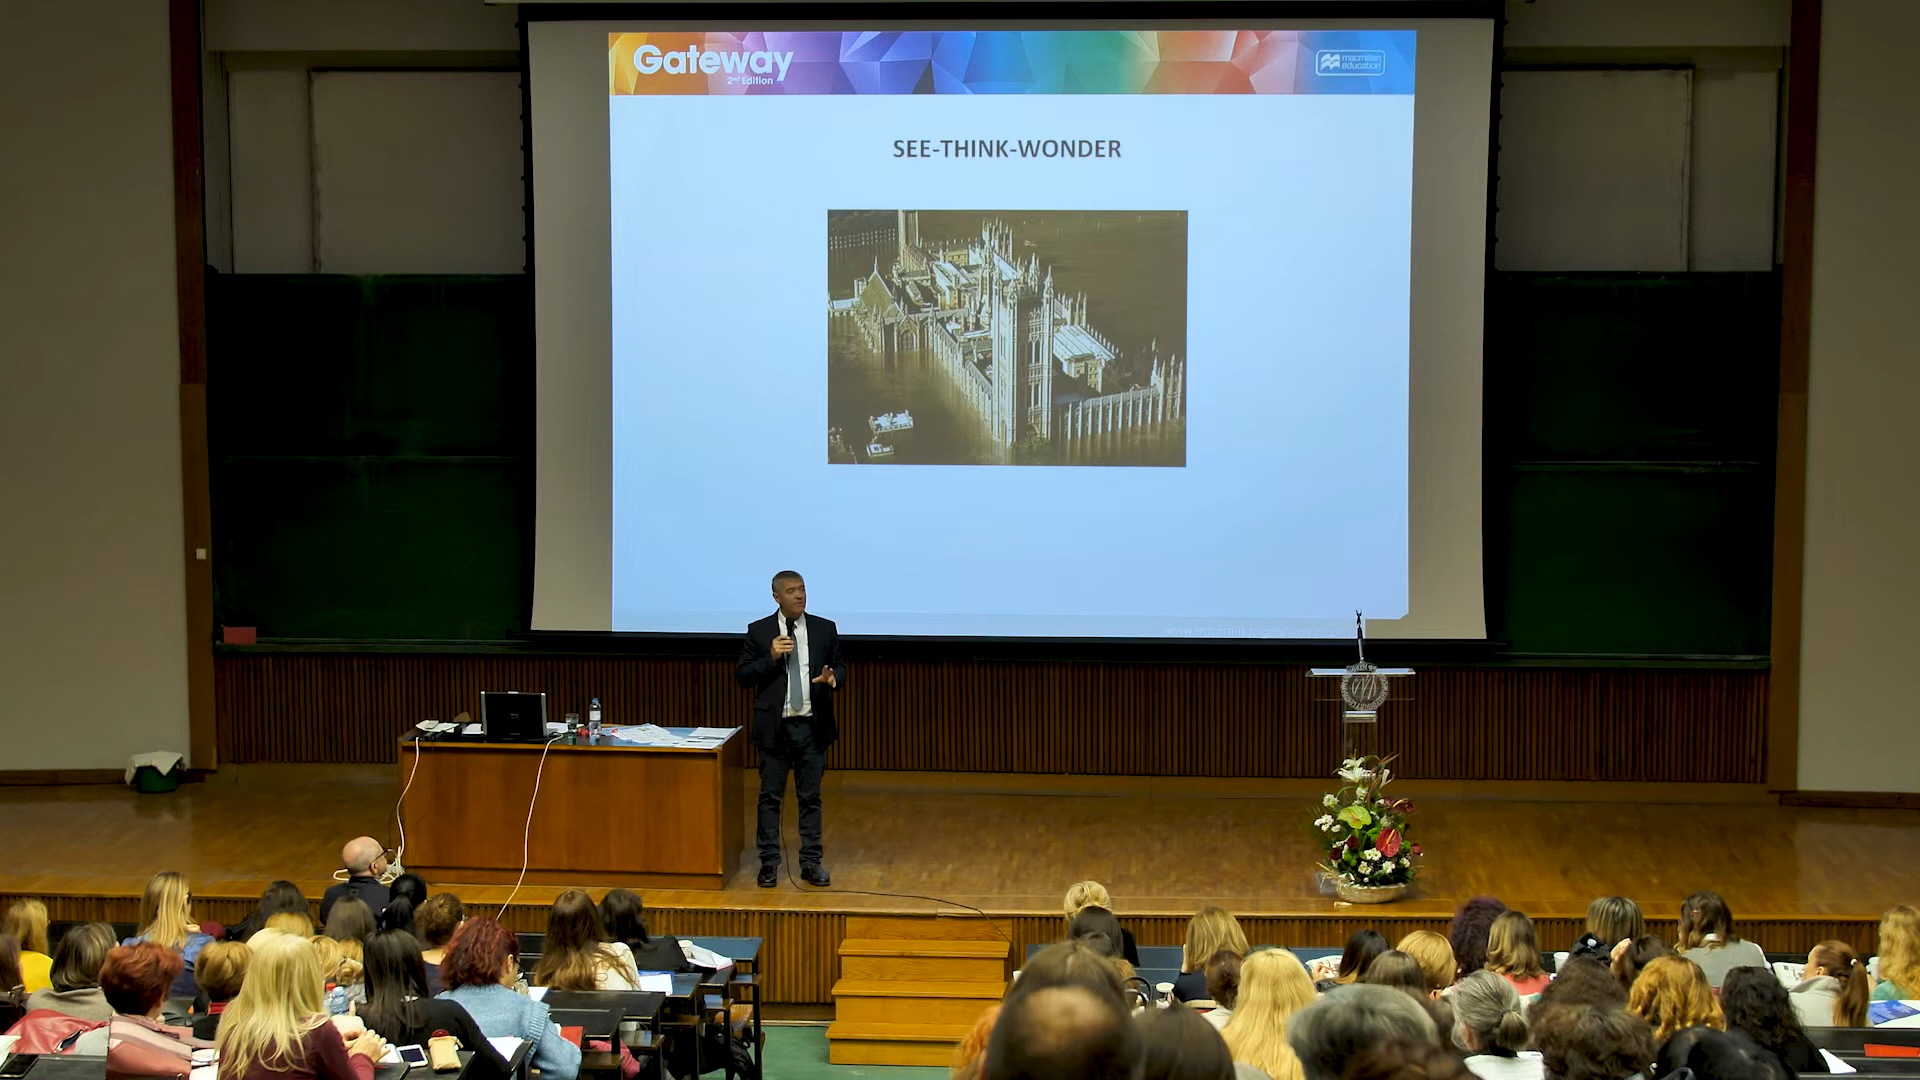 Gateway
2nd Edition
macmillan
education
SEE-THINK-WONDER